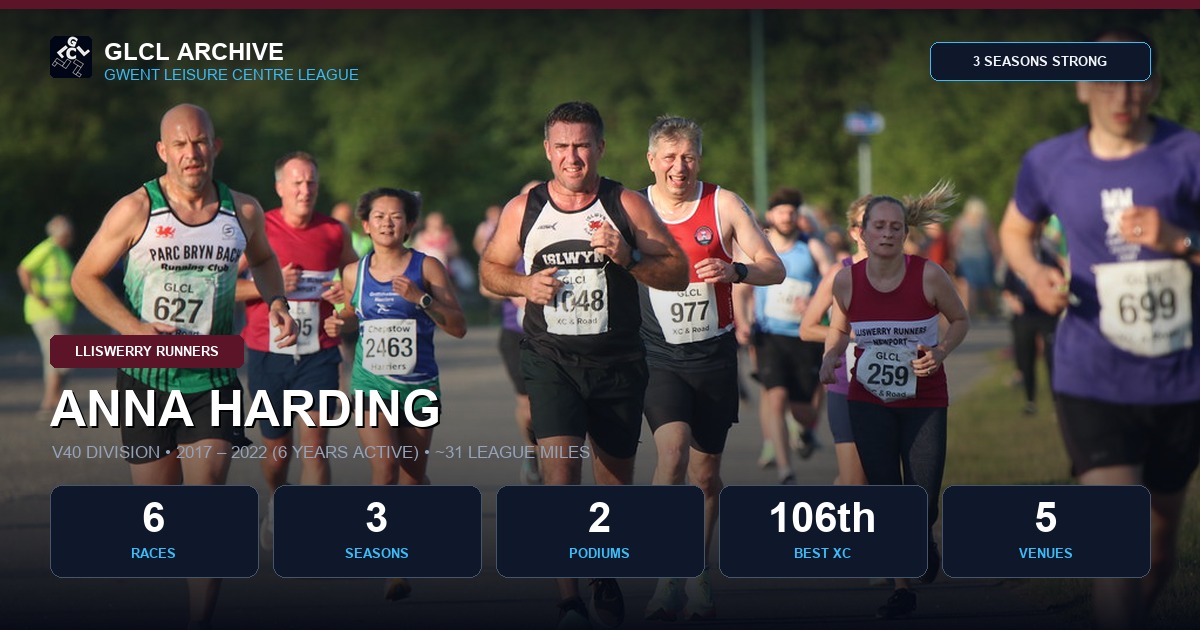 GLCL ARCHIVE
GWENT LEISURE CENTRE LEAGUE
3 SEASONS STRONG
PARC BRYN BACH
Running Club
GLCL
627
Chepstow
2463
Harriers
ISLWYN
GLCL
1048
XC & Road
GLCL
977
XC & Road
LLISWERRY RUNNERS
NEWPORT
GLCL
259
& Road
699
LLISWERRY RUNNERS
ANNA HARDING
V40 DIVISION • 2017 – 2022 (6 YEARS ACTIVE) • ~31 LEAGUE MILES
6
RACES
3
SEASONS
2
PODIUMS
106th
BEST XC
5
VENUES